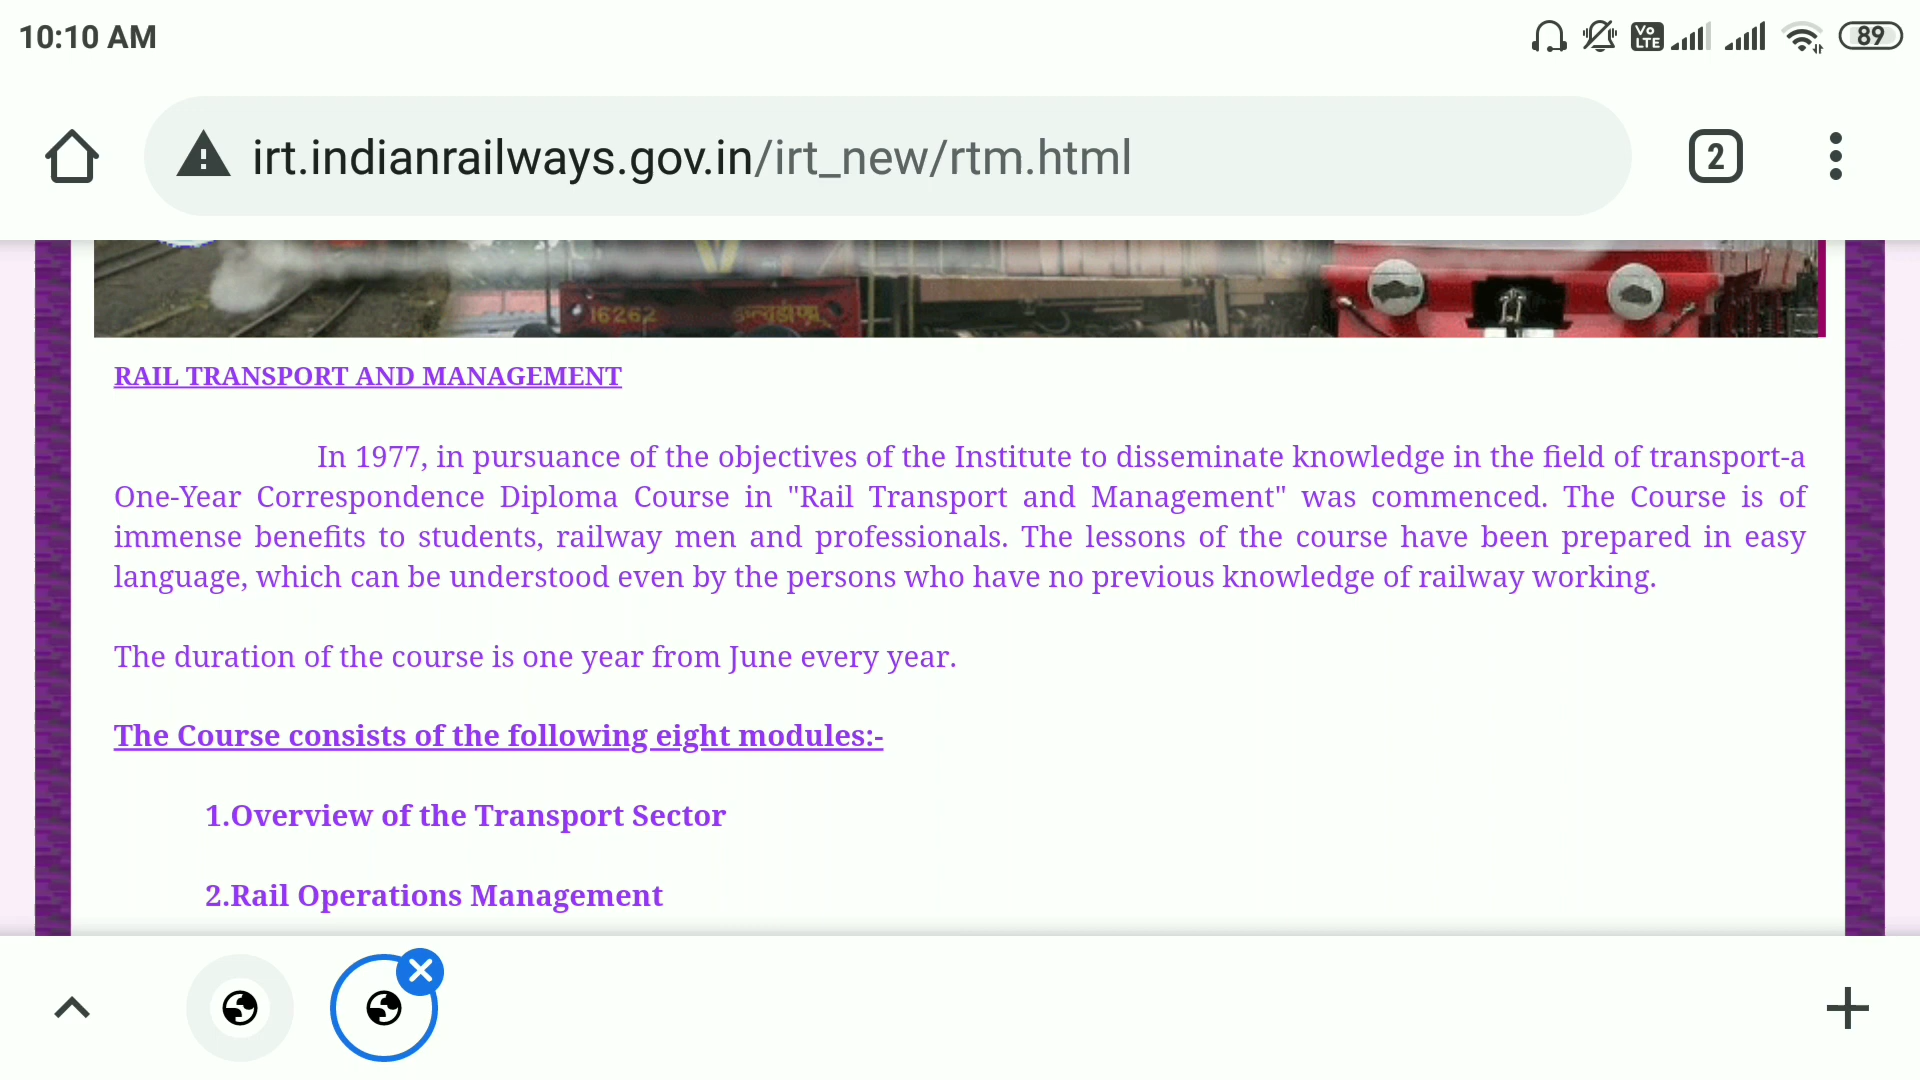 10:10 AM
Vo LTE
89
irt.indianrailways.gov.in/irt_new/rtm.html
2
16262
RAIL TRANSPORT AND MANAGEMENT
In 1977, in pursuance of the objectives of the Institute to disseminate knowledge in the field of transport-a
One-Year Correspondence Diploma Course in "Rail Transport and Management" was commenced. The Course is of
immense benefits to students, railway men and professionals. The lessons of the course have been prepared in easy
language, which can be understood even by the persons who have no previous knowledge of railway working.
The duration of the course is one year from June every year.
The Course consists of the following eight modules:-
1.Overview of the Transport Sector
2.Rail Operations Management